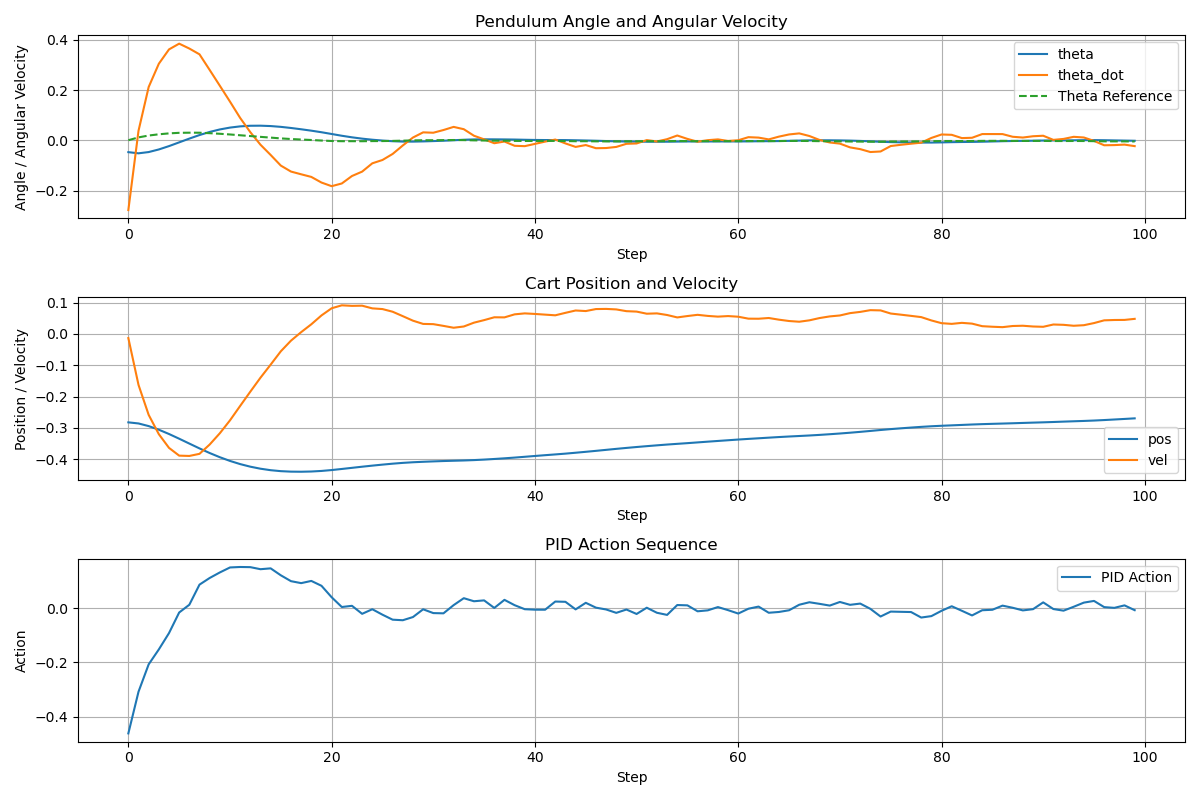 Pendulum Angle and Angular Velocity
Angle / Angular Velocity
0.4
0.2
0.0
−0.2
theta
theta_dot
Theta Reference
0 20 40 60 80 100
Step
Cart Position and Velocity
Position / Velocity
0.1
0.0
−0.1
−0.2
−0.3
−0.4
pos
vel
0 20 40 60 80 100
Step
PID Action Sequence
Action
0.0
−0.2
−0.4
PID Action
0 20 40 60 80 100
Step